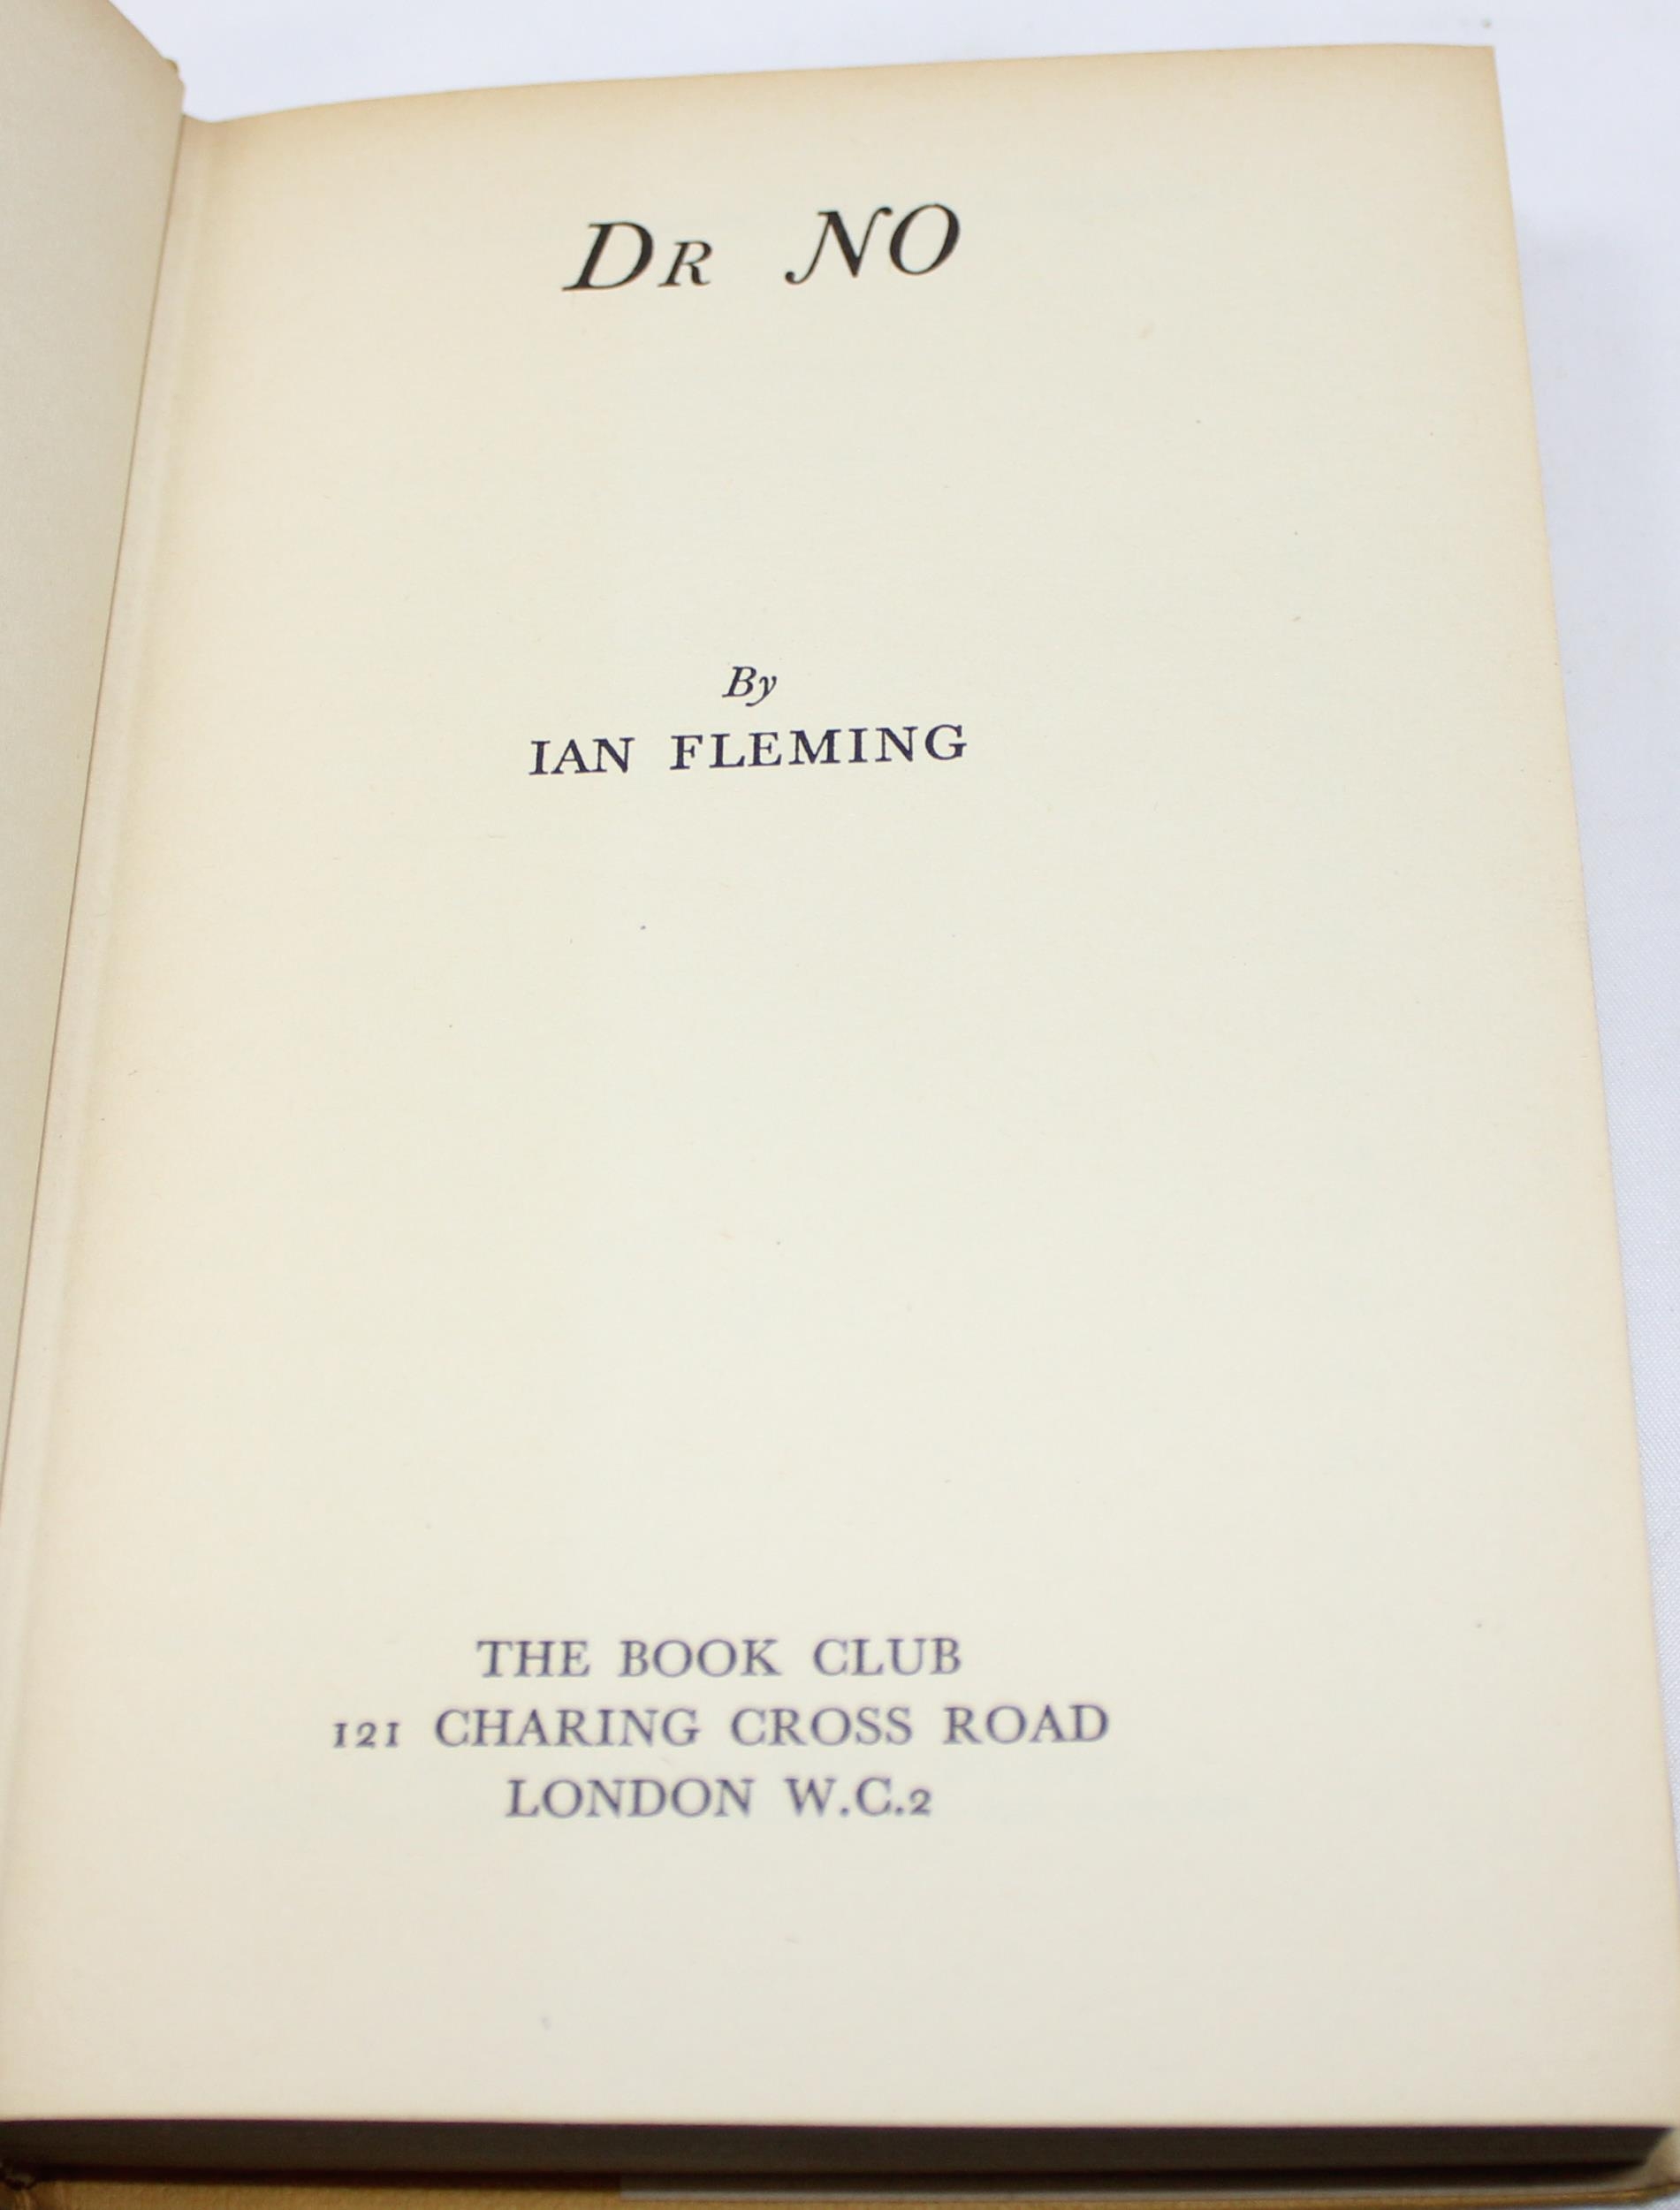 DR NO
By
IAN FLEMING
THE BOOK CLUB
121 CHARING CROSS ROAD
LONDON W.C.2